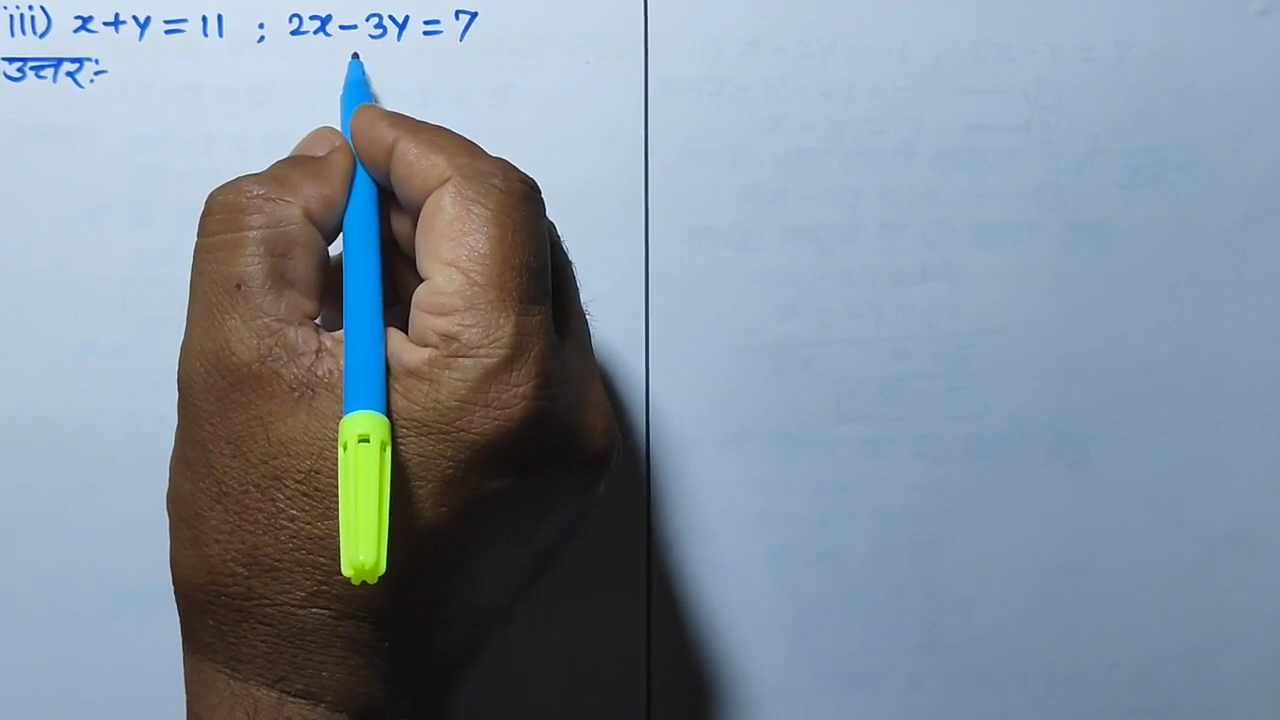 iii) x+y=11 ; 2x-3y=7
उत्तरः-